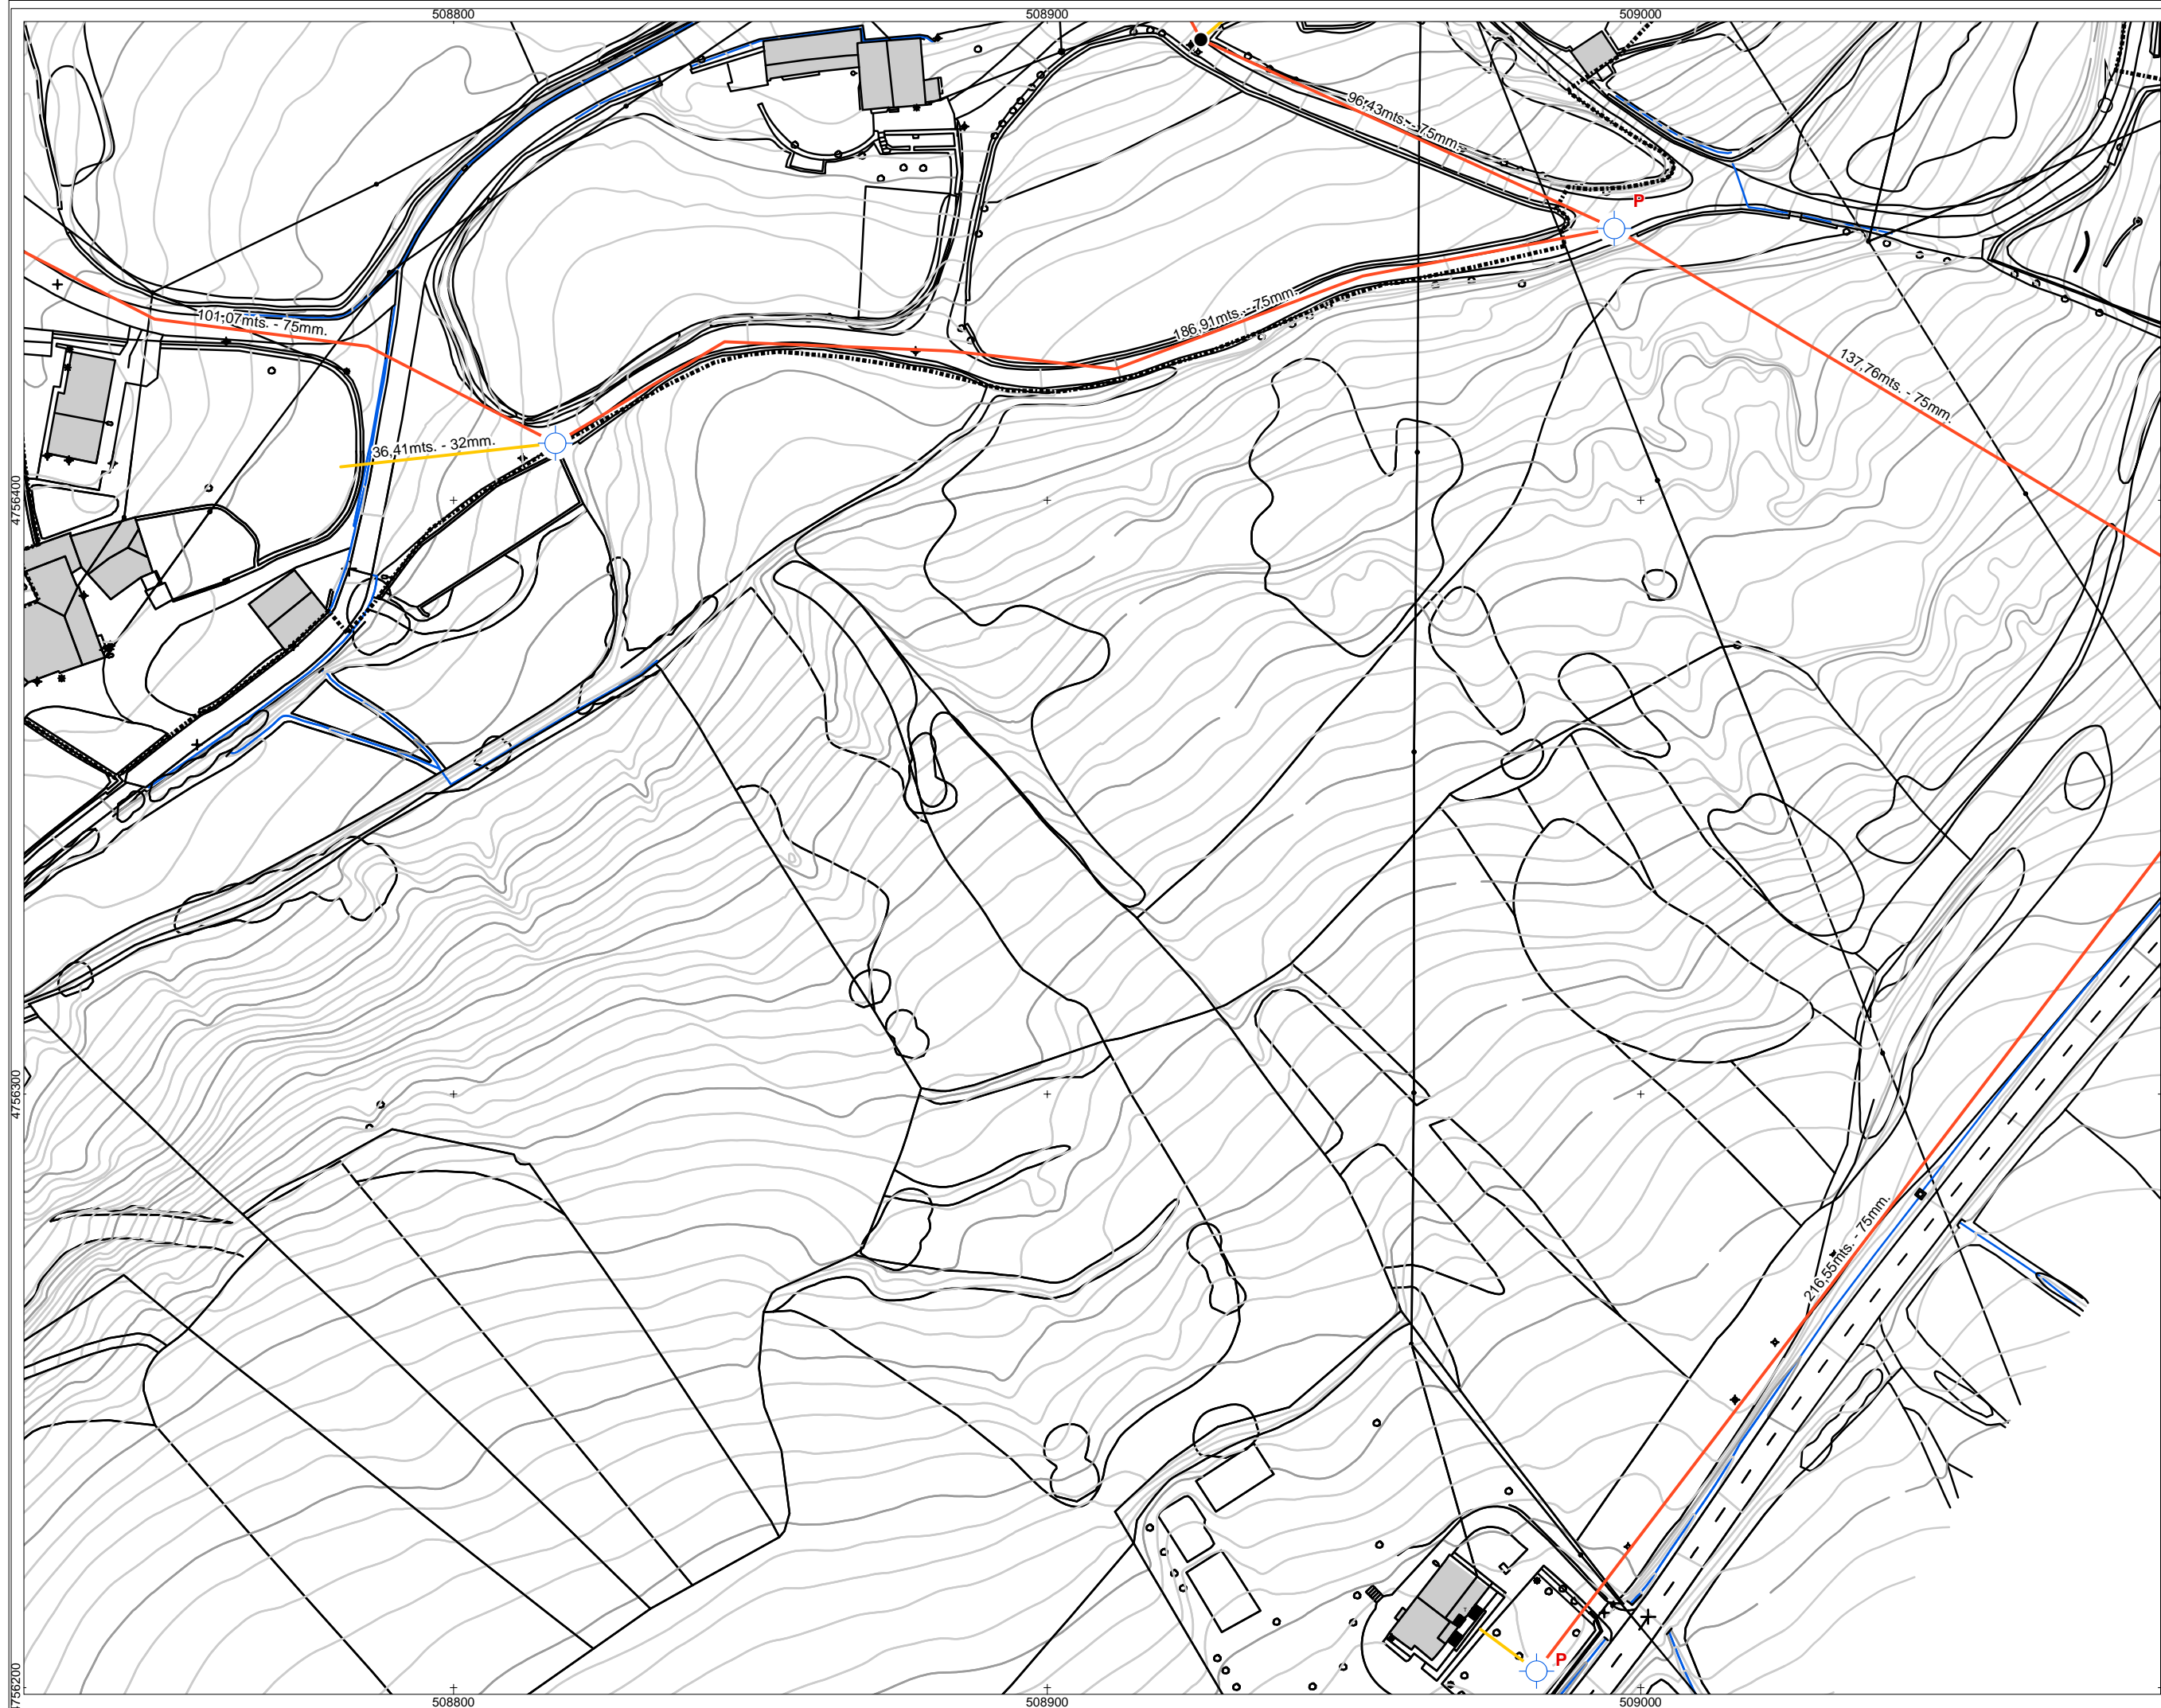 508800
508900
509000
96,43mts. - 75mm.
P
186,91mts. - 75mm.
101,07mts. - 75mm.
137,76mts. - 75mm.
36,41mts. - 32mm.
4756400
4756300
216,55mts. - 75mm.
P
4756200
508800
508900
509000